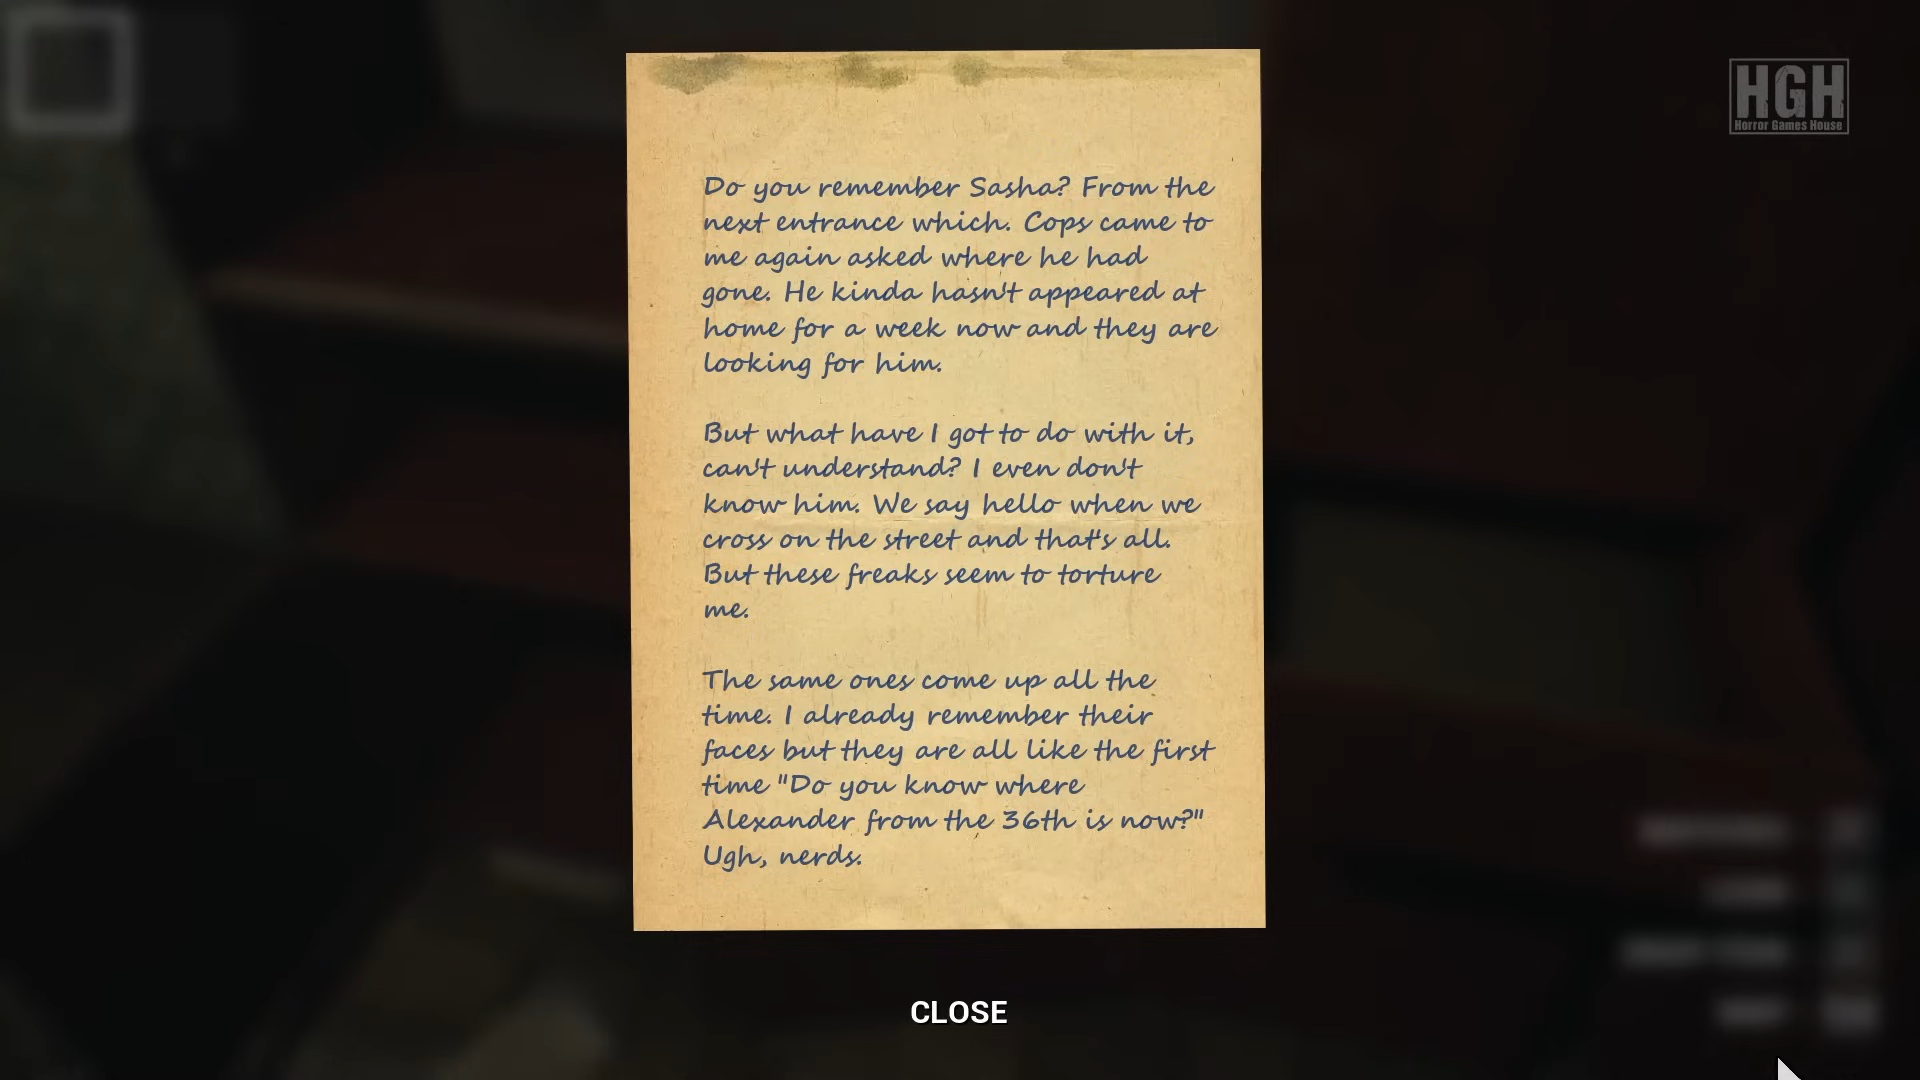 HGH
Horror Games House
Do you remember Sasha? From the
next entrance which. Cops came to
me again asked where he had
gone. He kinda hasn't appeared at
home for a week now and they are
looking for him.
But what have I got to do with it,
can't understand? I even don't
know him. We say hello when we
cross on the street and that's all.
But these freaks seem to torture
me.
The same ones come up all the
time. I already remember their
faces but they are all like the first
time "Do you know where
Alexander from the 36th is now?"
Ugh, nerds.
CLOSE